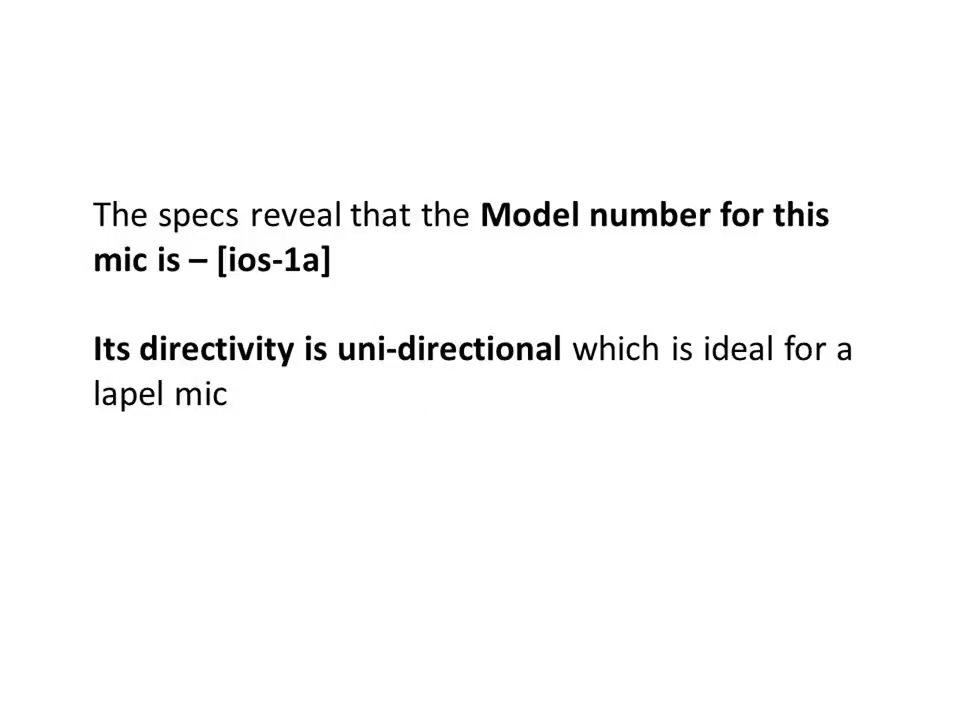 The specs reveal that the Model number for this
mic is – [ios-1a]
Its directivity is uni-directional which is ideal for a
lapel mic